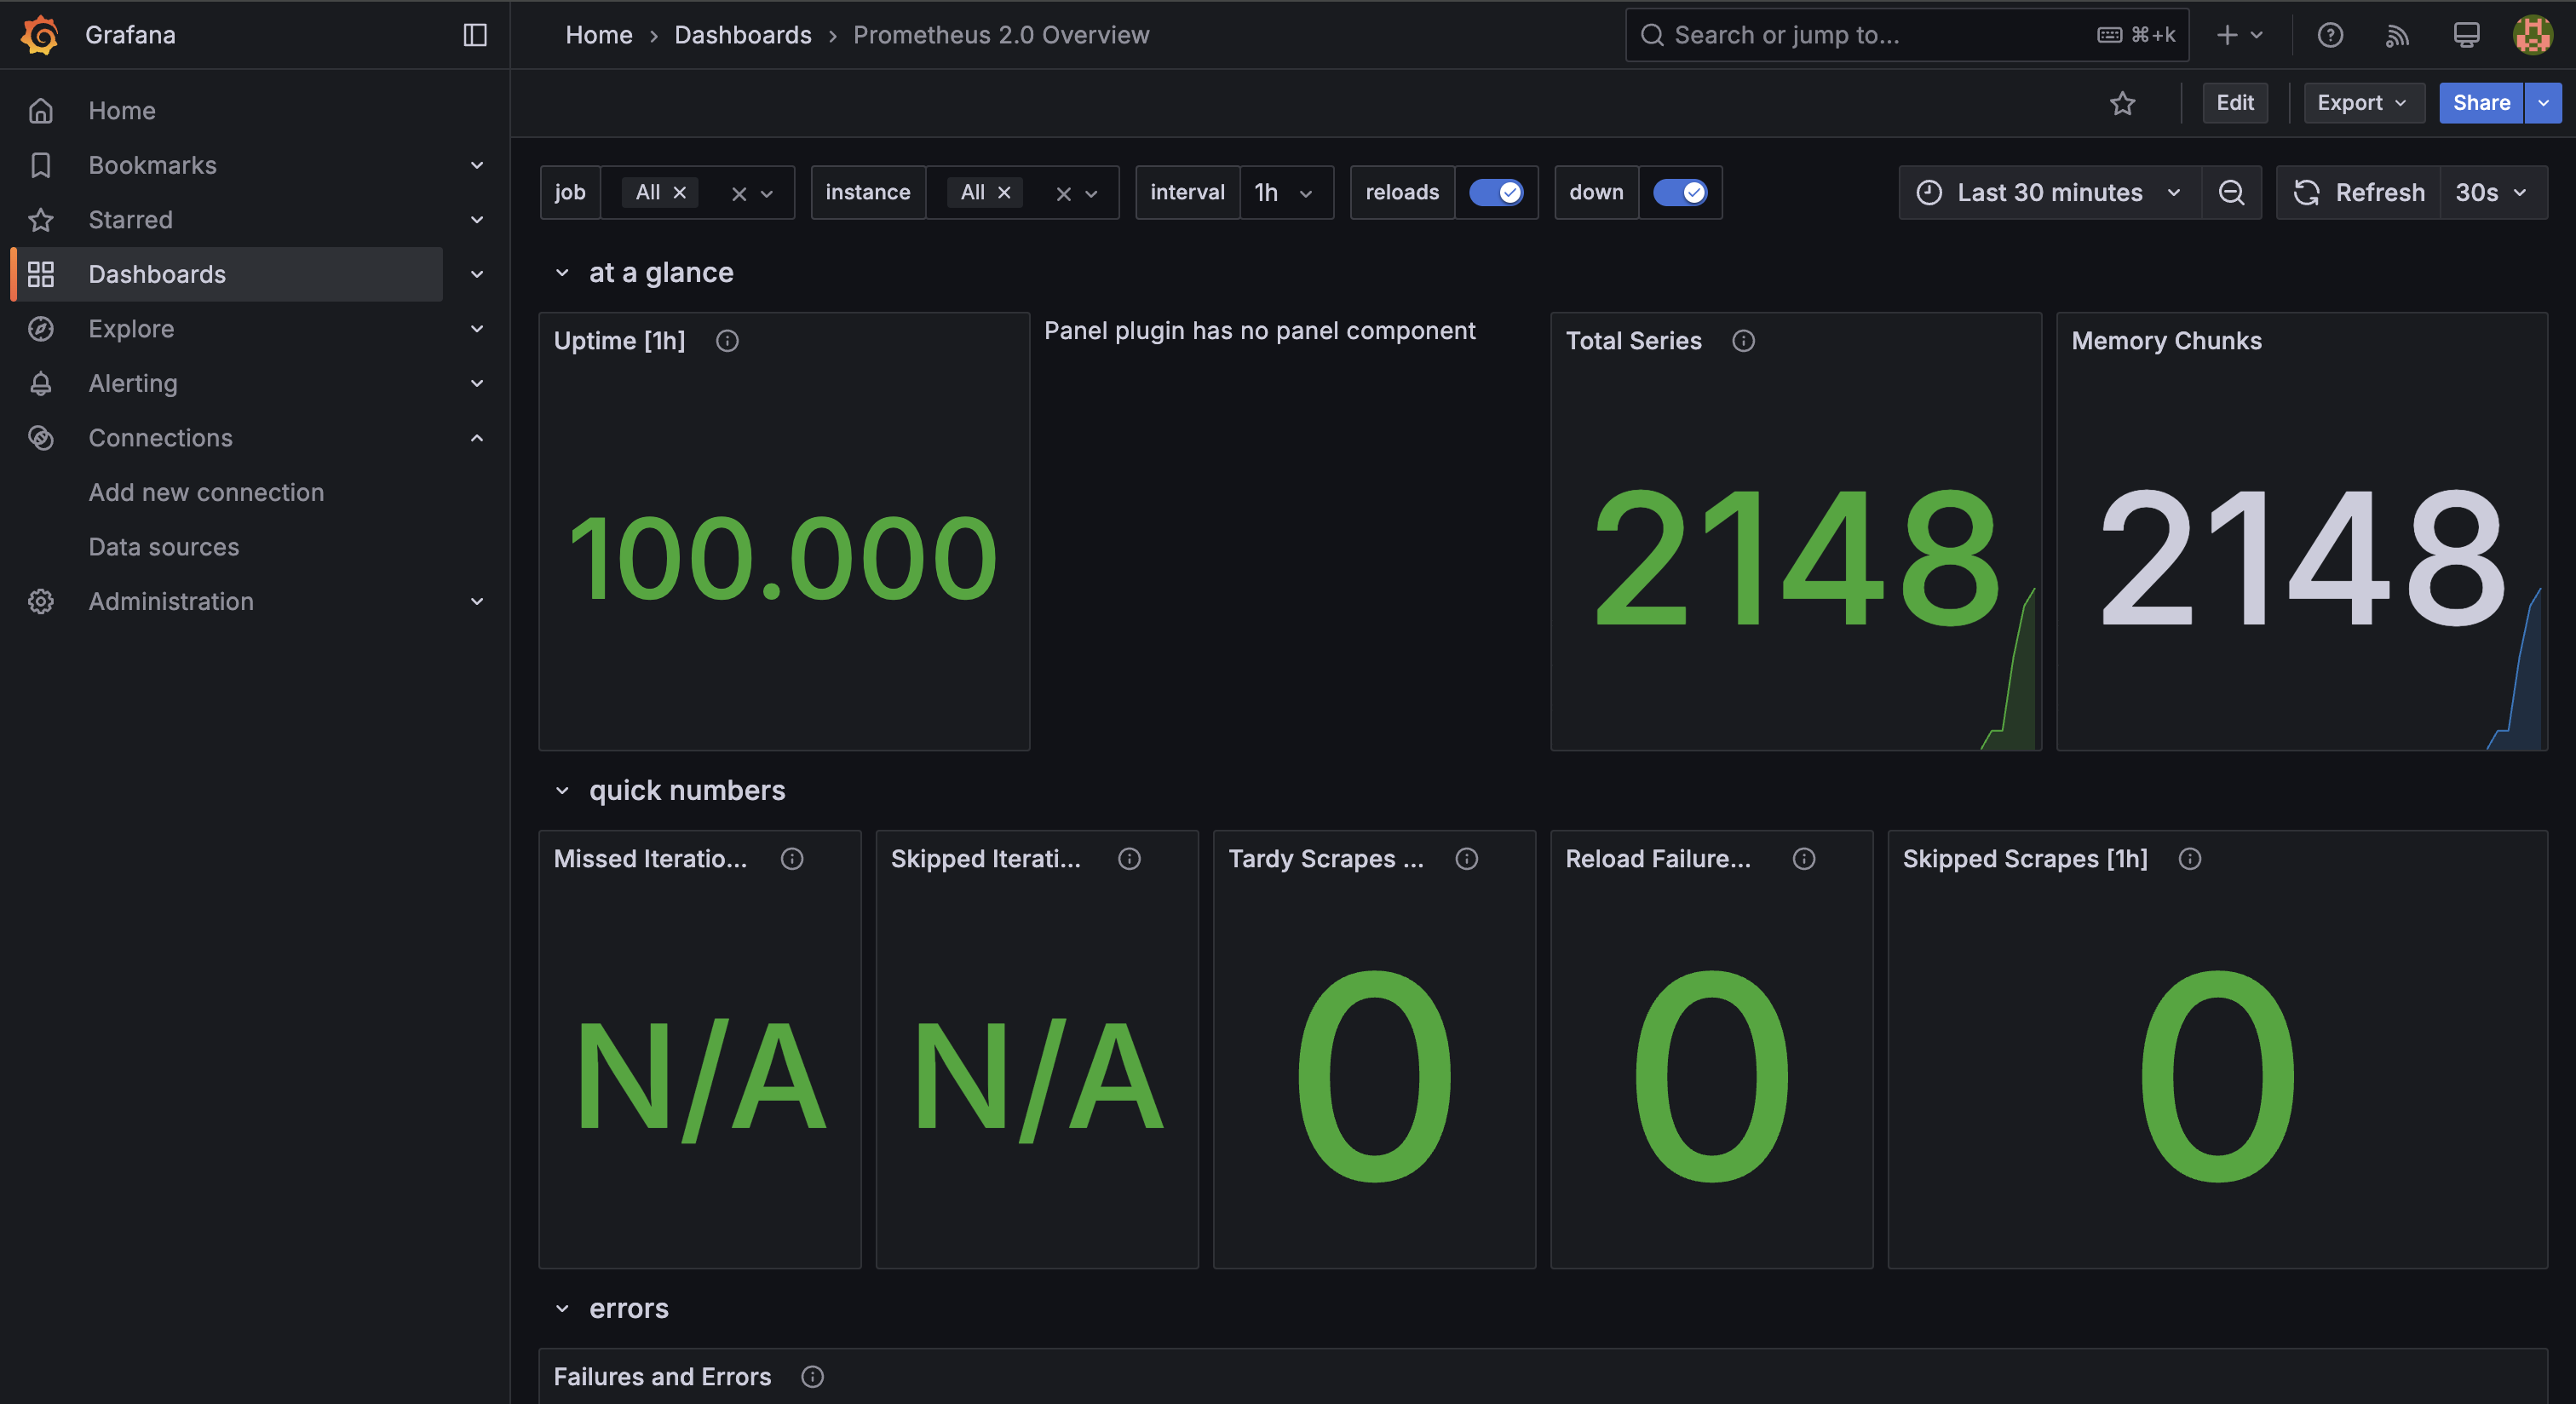 Grafana
Home › Dashboards › Prometheus 2.0 Overview
Search or jump to... ⌘+k
Home
Bookmarks
Starred
Dashboards
Explore
Alerting
Connections
Add new connection
Data sources
Administration
Edit
Export
Share
job All
instance All
interval 1h
reloads
down
Last 30 minutes
Refresh 30s
at a glance
Uptime [1h]
100.000
Panel plugin has no panel component
Total Series
2148
Memory Chunks
2148
quick numbers
Missed Iteratio...
N/A
Skipped Iterati...
N/A
Tardy Scrapes ...
0
Reload Failure...
0
Skipped Scrapes [1h]
0
errors
Failures and Errors